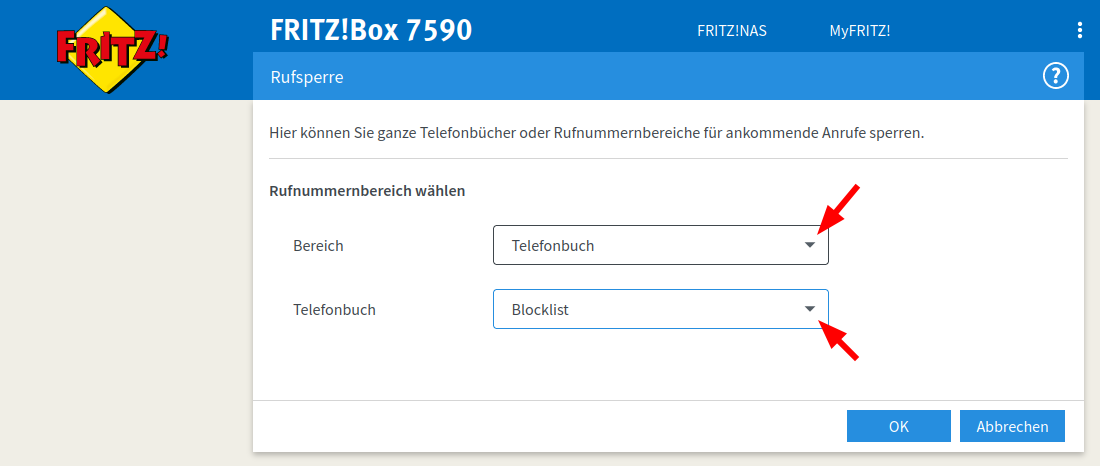 FRITZ!
FRITZ!Box 7590
FRITZ!NAS
MyFRITZ!
Rufsperre
?
Hier können Sie ganze Telefonbücher oder Rufnummernbereiche für ankommende Anrufe sperren.
Rufnummernbereich wählen
Bereich
Telefonbuch
Telefonbuch
Blocklist
OK
Abbrechen